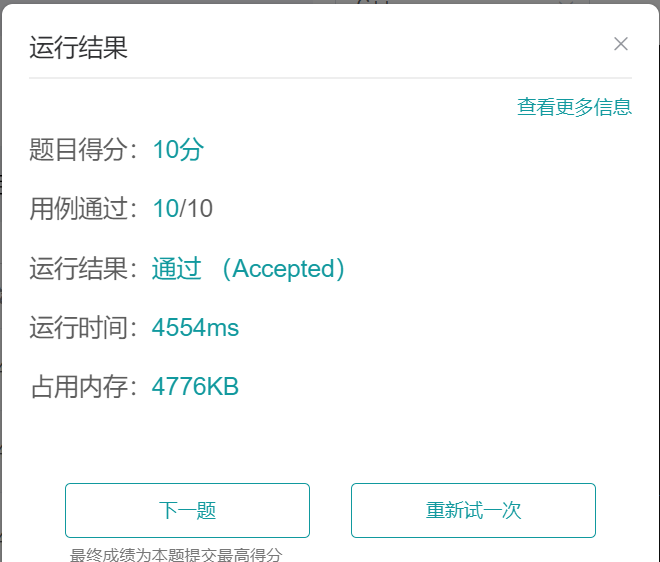 运行结果
查看更多信息
题目得分：10分
用例通过：10/10
运行结果：通过 （Accepted）
运行时间：4554ms
占用内存：4776KB
下一题
重新试一次
最终成绩为本题提交最高得分